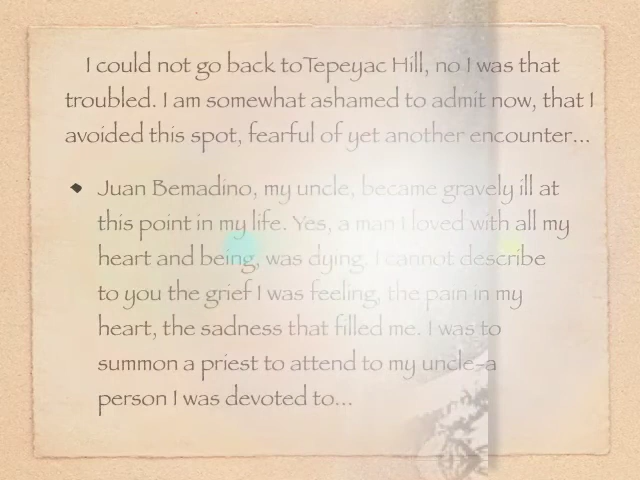 I could not go back toTepeyac Hill, no I was that
troubled. I am somewhat ashamed to admit now, that I
avoided this spot, fearful of yet another encounter...
• Juan Bernadino, my uncle, became gravely ill at
this point in my life. Yes, a man I loved with all my
heart and being, was dying. I cannot describe
to you the grief I was feeling, the pain in my
heart, the sadness that filled me. I was to
summon a priest to attend to my uncle-a
person I was devoted to...